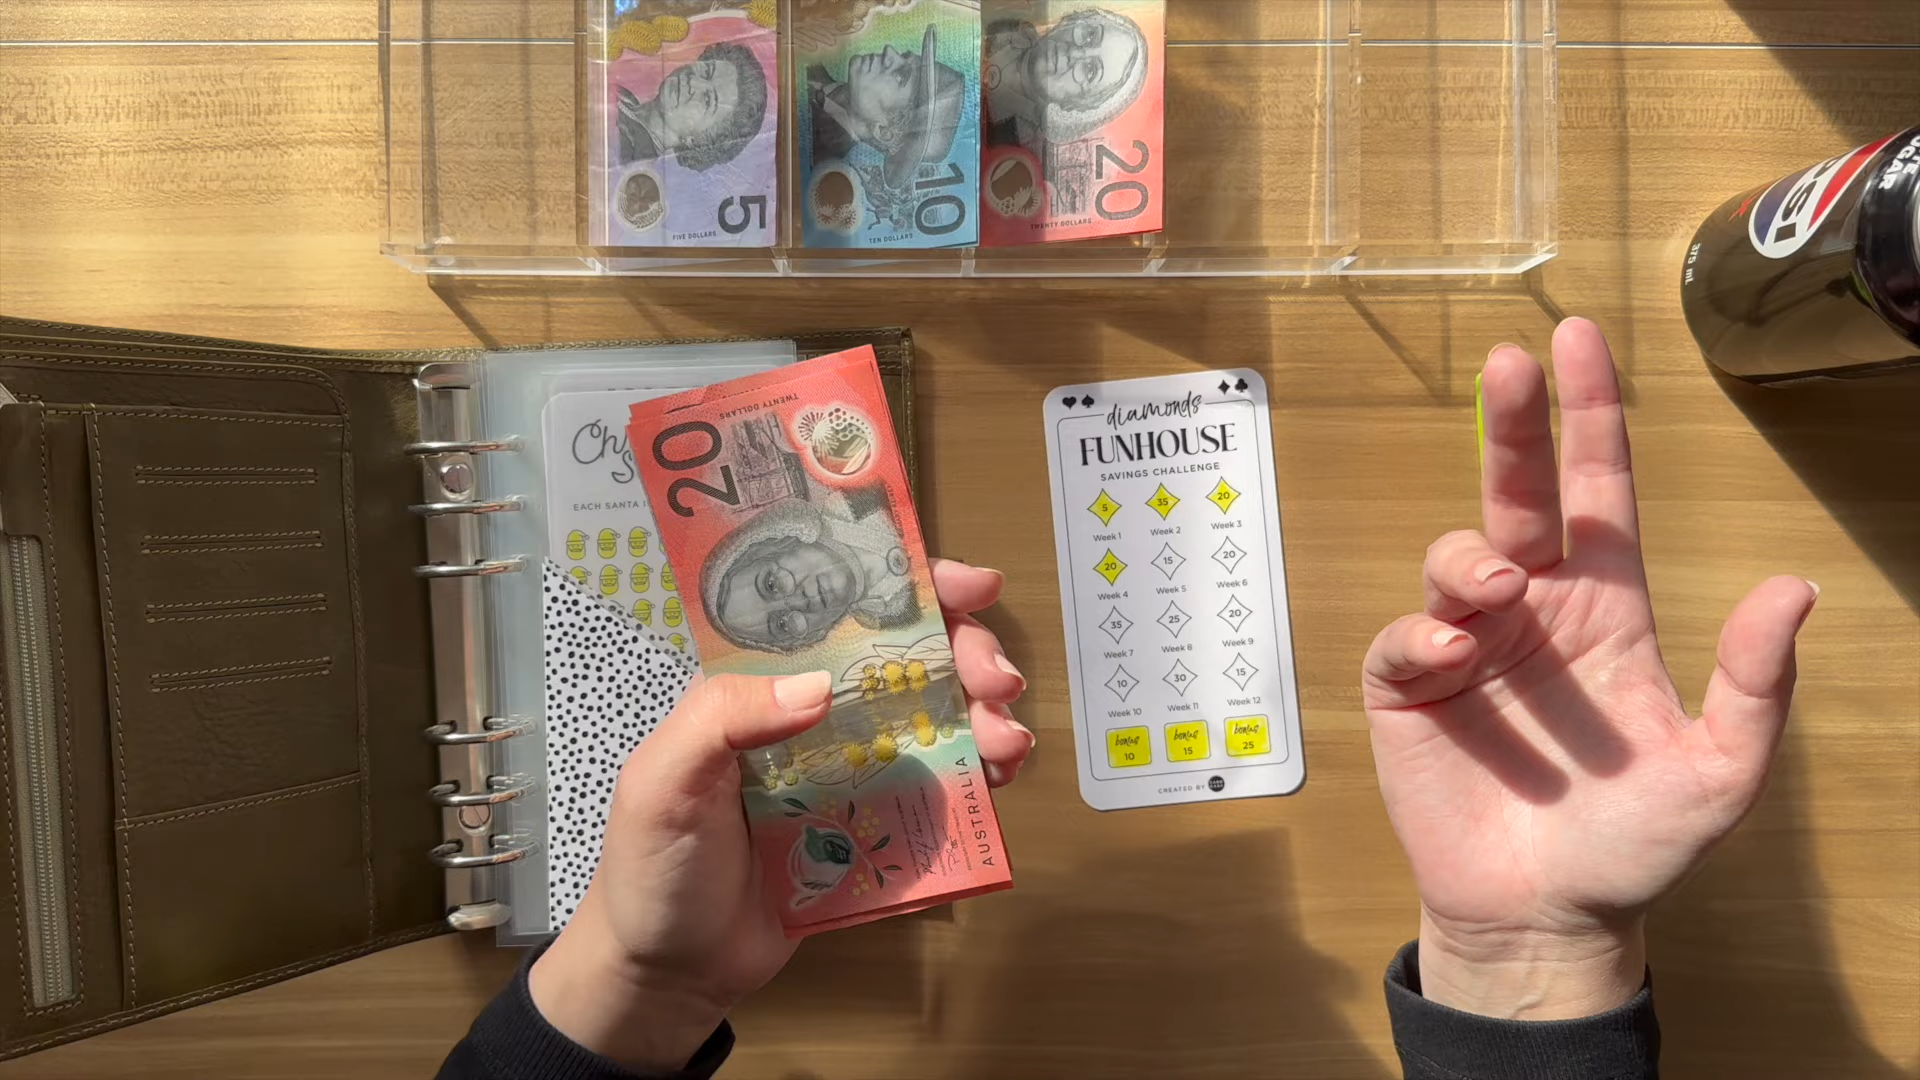 5
FIVE DOLLARS
10
TEN DOLLARS
20
TWENTY DOLLARS
375 mL
TWENTY DOLLARS
20
AUSTRALIA
EACH SANTA
diamonds
FUNHOUSE
SAVINGS CHALLENGE
5 35 20
Week 1 Week 2 Week 3
20 15 20
Week 4 Week 5 Week 6
35 25 20
Week 7 Week 8 Week 9
10 30 15
Week 10 Week 11 Week 12
bonus bonus bonus
10 15 25
CREATED BY